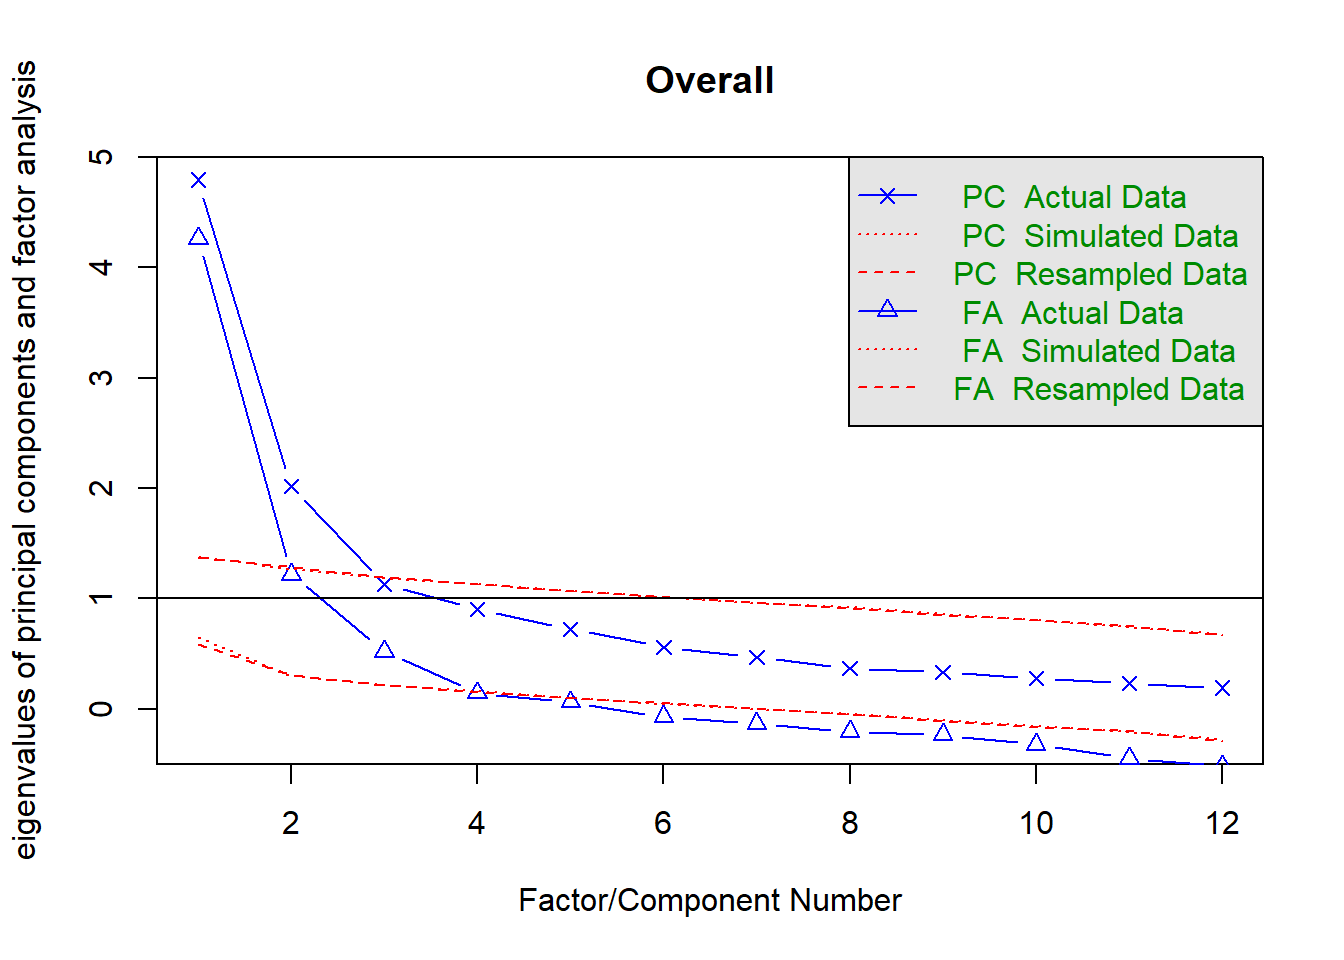 Overall
eigenvalues of principal components and factor analysis
5
4
3
2
1
0
PC Actual Data
PC Simulated Data
PC Resampled Data
FA Actual Data
FA Simulated Data
FA Resampled Data
2 4 6 8 10 12
Factor/Component Number